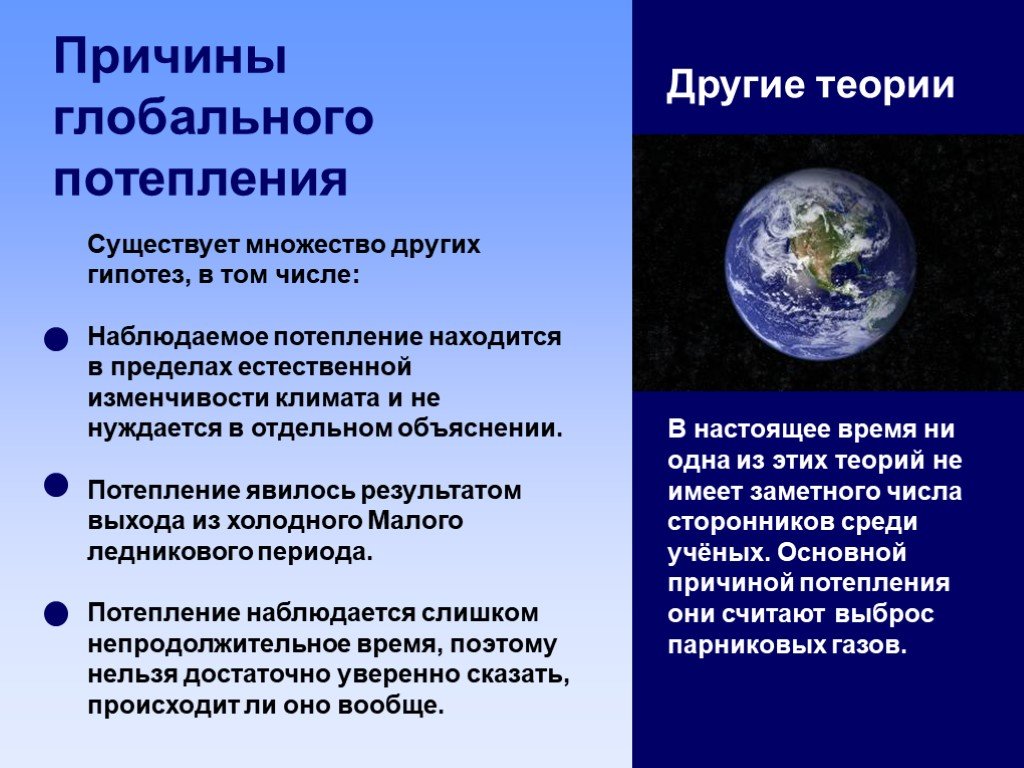 Причины
глобального
потепления
Существует множество других
гипотез, в том числе:
Наблюдаемое потепление находится
в пределах естественной
изменчивости климата и не
нуждается в отдельном объяснении.
Потепление явилось результатом
выхода из холодного Малого
ледникового периода.
Потепление наблюдается слишком
непродолжительное время, поэтому
нельзя достаточно уверенно сказать,
происходит ли оно вообще.
Другие теории
В настоящее время ни
одна из этих теорий не
имеет заметного числа
сторонников среди
учёных. Основной
причиной потепления
они считают выброс
парниковых газов.